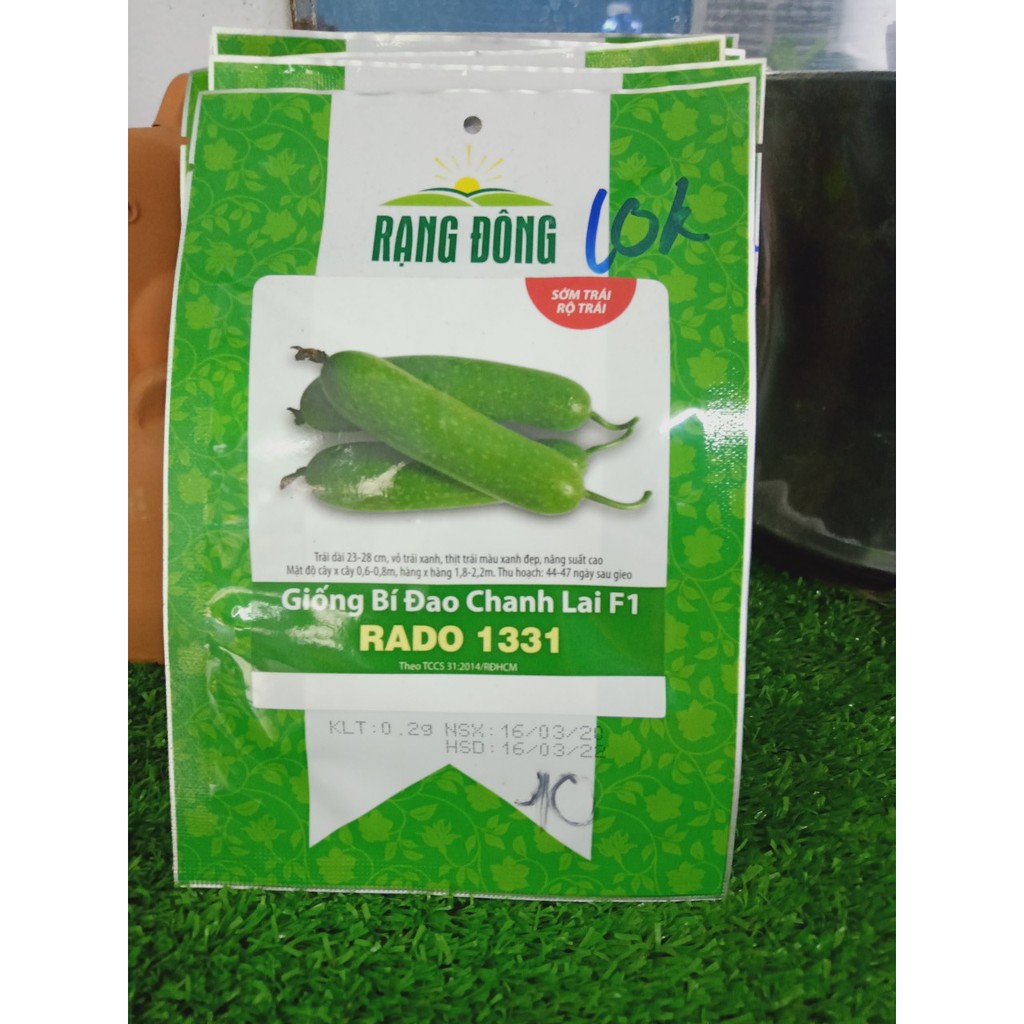 RẠNG ĐÔNG
10k
SỚM TRÁI
RỘ TRÁI
Trái dài 23-28 cm, vỏ trái xanh, thịt trái màu xanh đẹp, năng suất cao
Mật độ cây x cây 0,6-0,8m, hàng x hàng 1,8-2,2m. Thu hoạch: 44-47 ngày sau gieo
Giống Bí Đao Chanh Lai F1
RADO 1331
Theo TCCS 31:2014/RĐHCM
KLT:0.2g NSX:16/03/20
HSD:16/03/22
10